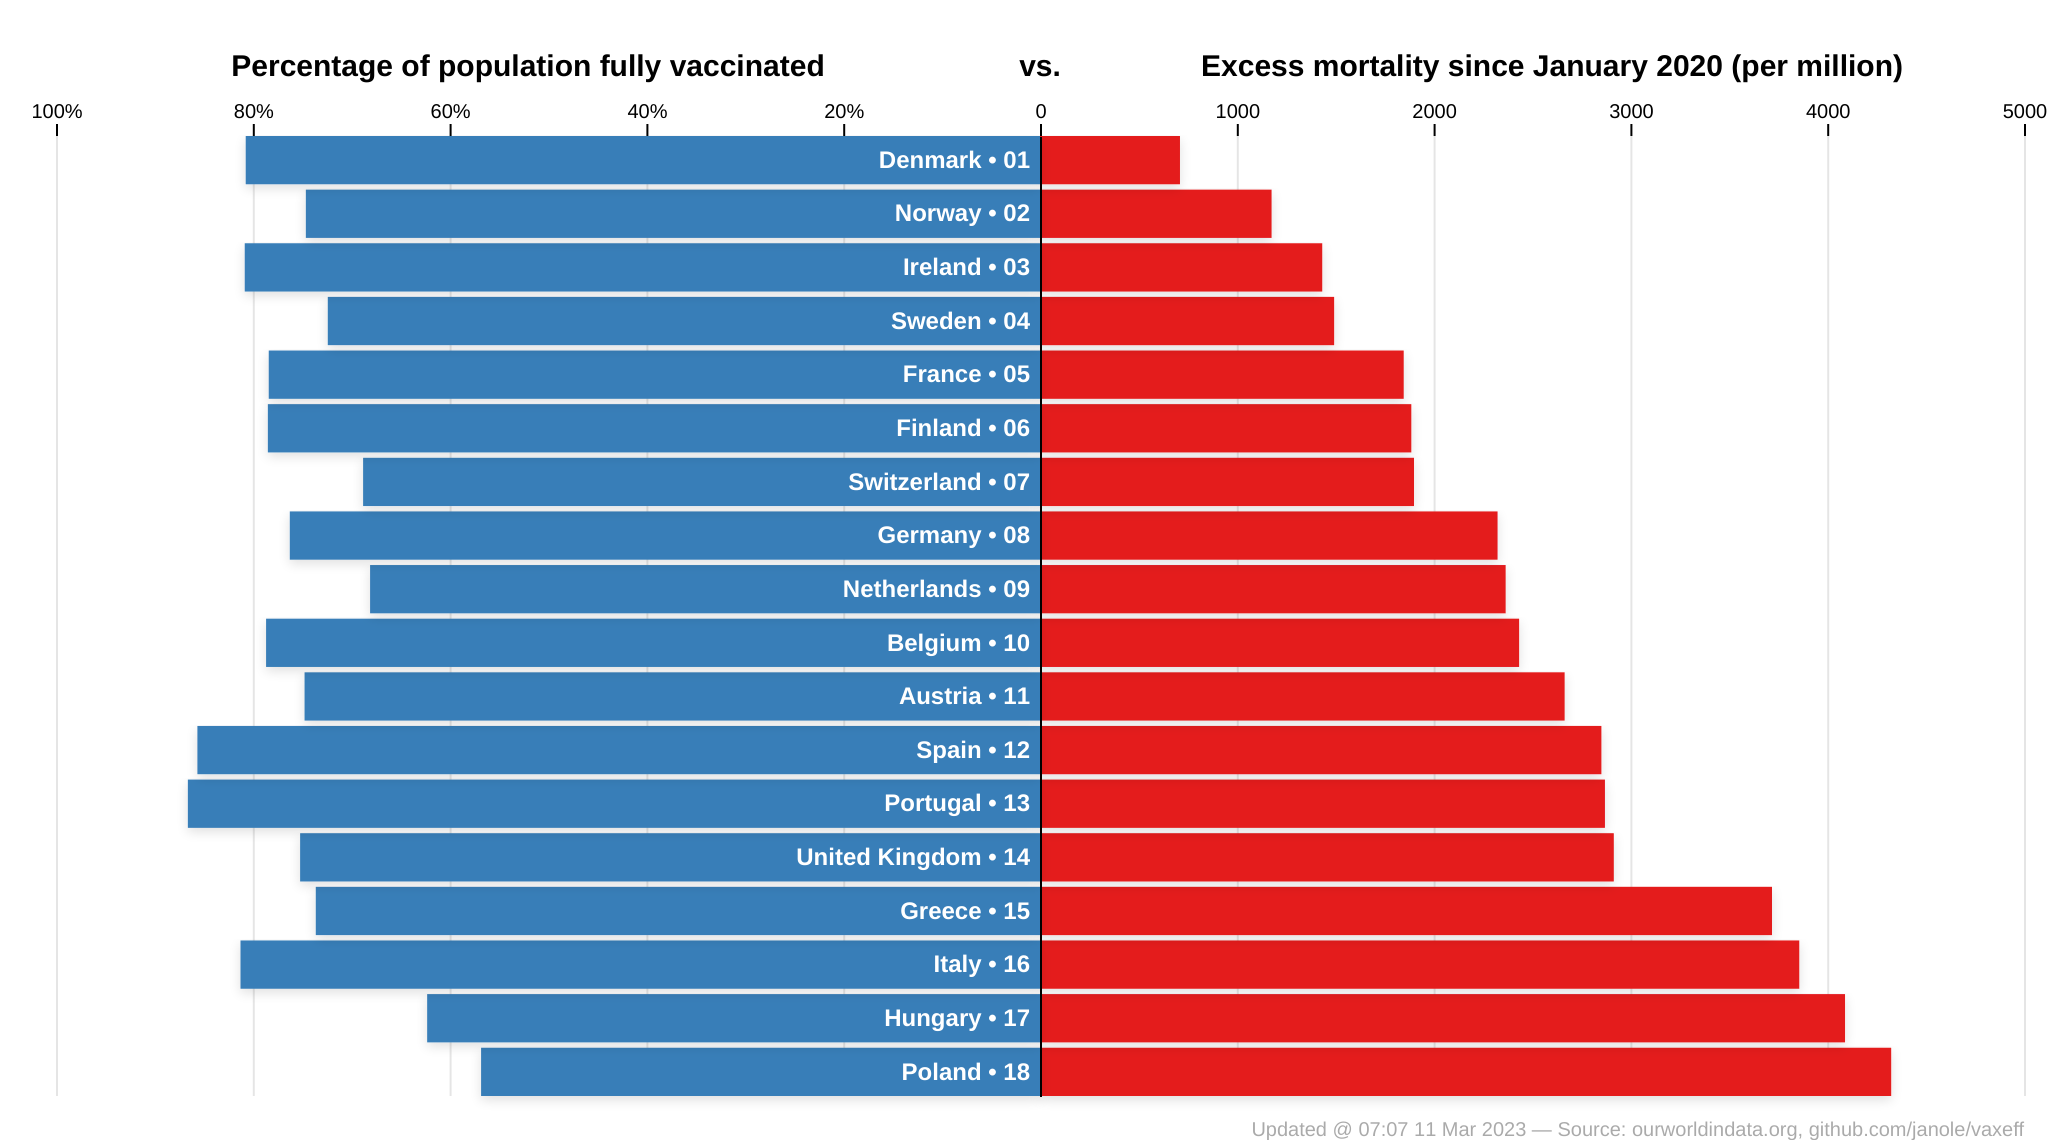 Percentage of population fully vaccinated vs. Excess mortality since January 2020 (per million)
100% 80% 60% 40% 20% 0 1000 2000 3000 4000 5000
Denmark • 01
Norway • 02
Ireland • 03
Sweden • 04
France • 05
Finland • 06
Switzerland • 07
Germany • 08
Netherlands • 09
Belgium • 10
Austria • 11
Spain • 12
Portugal • 13
United Kingdom • 14
Greece • 15
Italy • 16
Hungary • 17
Poland • 18
Updated @ 07:07 11 Mar 2023 — Source: ourworldindata.org, github.com/janole/vaxeff